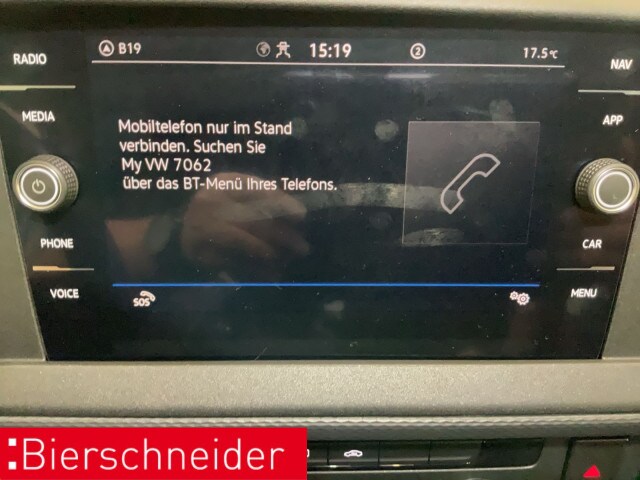 RADIO
B19
15:19
2
17.5°C
NAV
MEDIA
APP
Mobiltelefon nur im Stand
verbinden. Suchen Sie
My VW 7062
über das BT-Menü Ihres Telefons.
PHONE
CAR
VOICE
SOS
MENU
Bierschneider